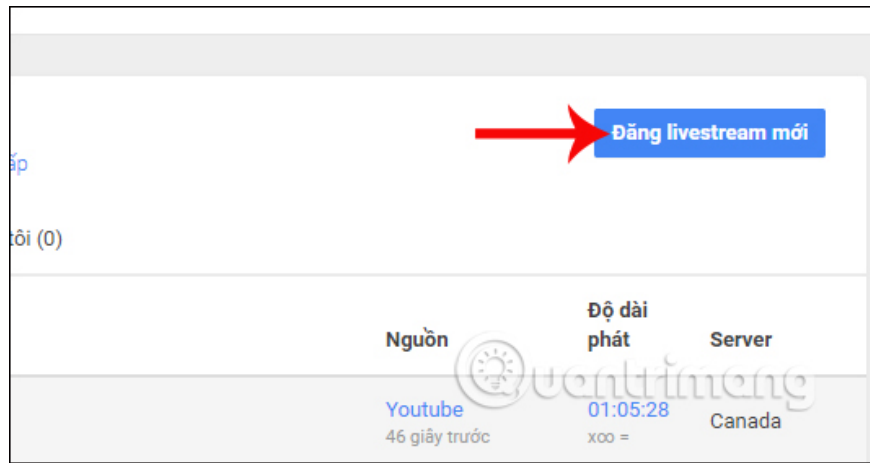 Đăng livestream mới
ấp
tôi (0)
Nguồn
Độ dài
phát
Server
Quantrimang
Youtube
01:05:28
Canada
46 giây trước
x∞ =